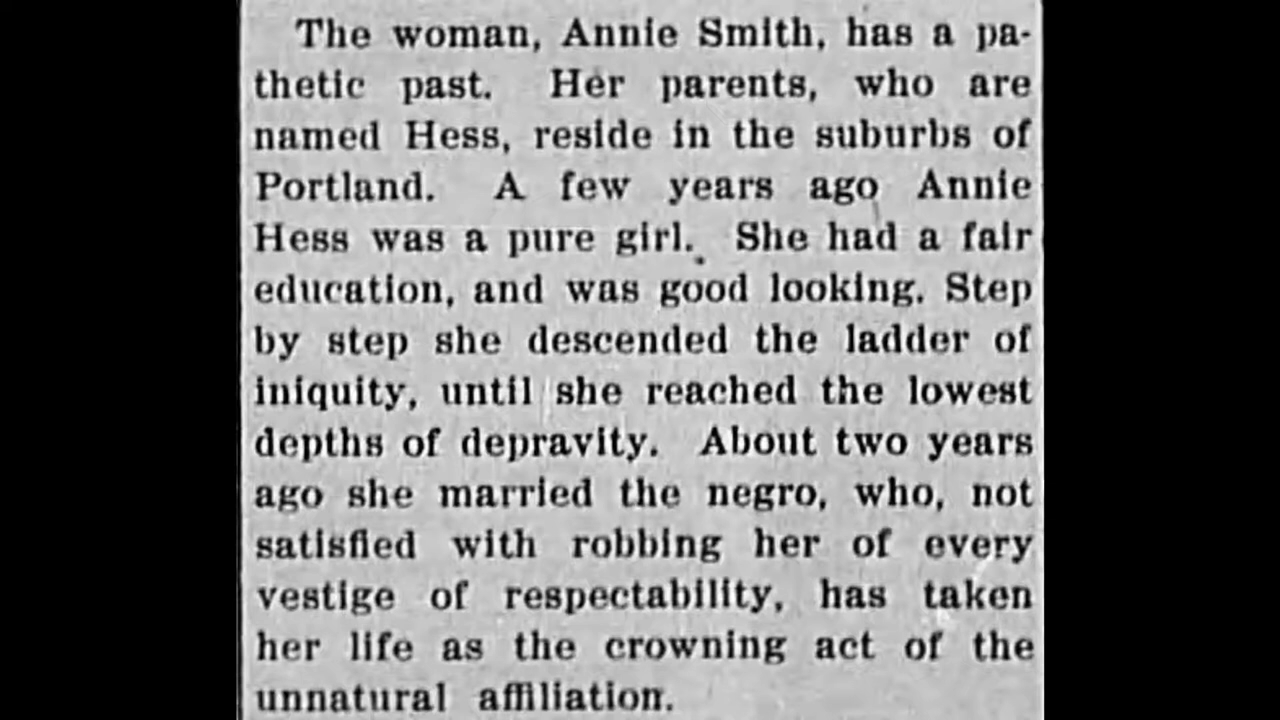 The woman, Annie Smith, has a pa-
thetic past. Her parents, who are
named Hess, reside in the suburbs of
Portland. A few years ago Annie
Hess was a pure girl. She had a fair
education, and was good looking. Step
by step she descended the ladder of
iniquity, until she reached the lowest
depths of depravity. About two years
ago she married the negro, who, not
satisfied with robbing her of every
vestige of respectability, has taken
her life as the crowning act of the
unnatural affiliation.